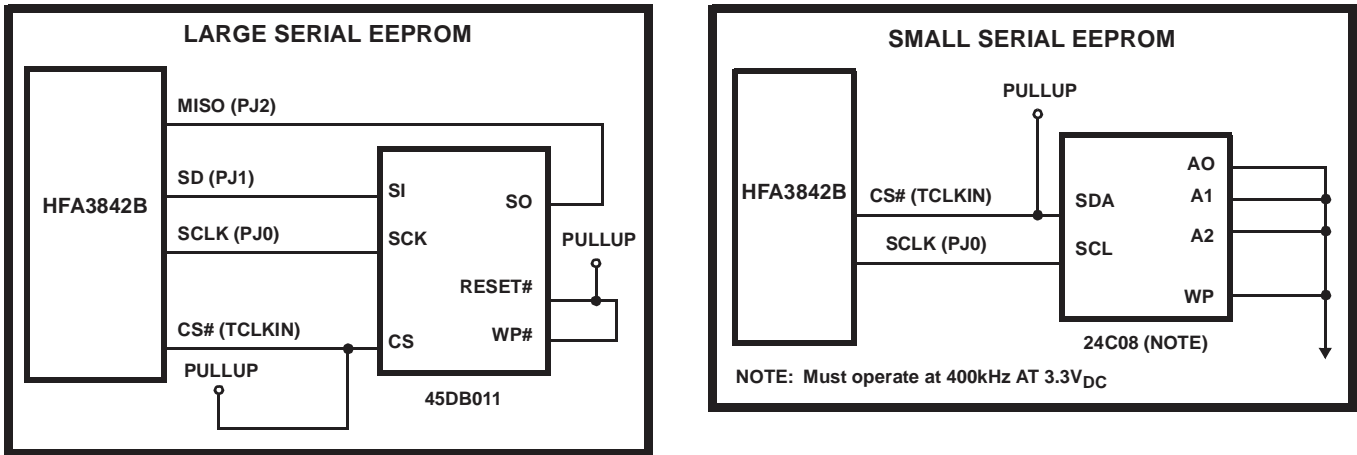 LARGE SERIAL EEPROM
HFA3842B
MISO (PJ2)
SD (PJ1)
SCLK (PJ0)
CS# (TCLKIN)
PULLUP
SI
SCK
CS
SO
RESET#
WP#
PULLUP
45DB011
SMALL SERIAL EEPROM
HFA3842B
PULLUP
CS# (TCLKIN)
SCLK (PJ0)
SDA
SCL
AO
A1
A2
WP
24C08 (NOTE)
NOTE: Must operate at 400kHz AT 3.3VDC